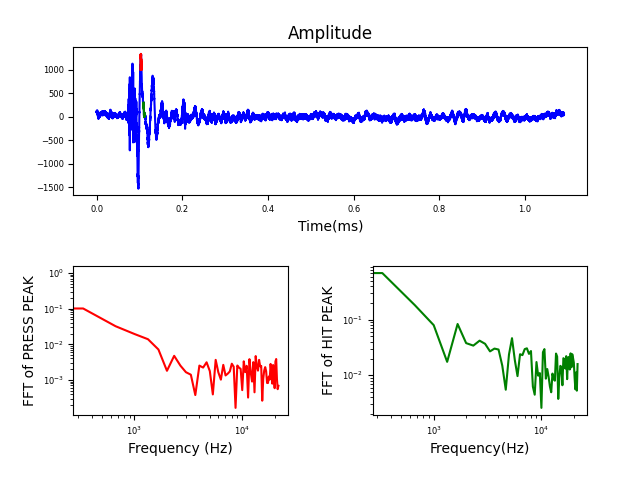 Amplitude
1000
500
0
−500
−1000
−1500
0.0 0.2 0.4 0.6 0.8 1.0
Time(ms)
FFT of PRESS PEAK
10⁰
10⁻¹
10⁻²
10⁻³
10³ 10⁴
Frequency (Hz)
FFT of HIT PEAK
10⁻¹
10⁻²
10³ 10⁴
Frequency(Hz)